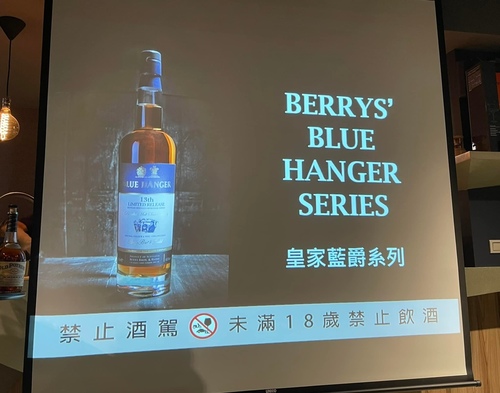 BERRYS'
BLUE
HANGER
SERIES
皇家藍爵系列
BLUE HANGER
13th
LIMITED RELEASE
禁止酒駕 未滿18歲禁止飲酒